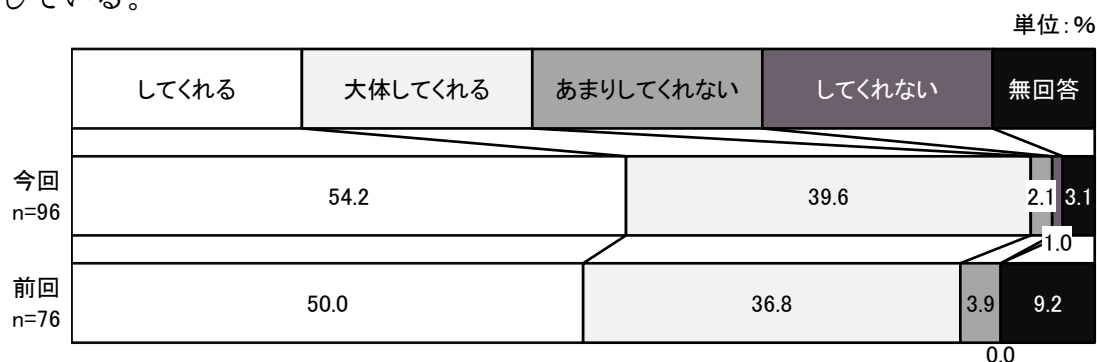 している。
単位：%
してくれる 大体してくれる あまりしてくれない してくれない 無回答
今回
n=96
54.2 39.6 2.1 3.1
1.0
前回
n=76
50.0 36.8 3.9 9.2
0.0